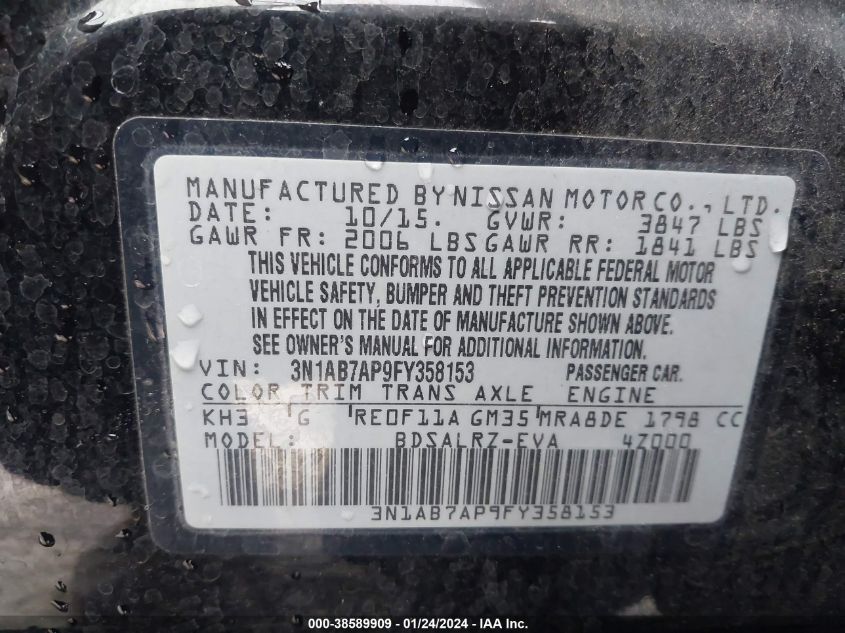 MANUFACTURED BY NISSAN MOTOR CO., LTD.
DATE: 10/15. GVWR: 3847 LBS
GAWR FR: 2006 LBS GAWR RR: 1841 LBS
THIS VEHICLE CONFORMS TO ALL APPLICABLE FEDERAL MOTOR
VEHICLE SAFETY, BUMPER AND THEFT PREVENTION STANDARDS
IN EFFECT ON THE DATE OF MANUFACTURE SHOWN ABOVE.
SEE OWNER'S MANUAL FOR ADDITIONAL INFORMATION.
VIN: 3N1AB7AP9FY358153 PASSENGER CAR.
COLOR TRIM TRANS AXLE ENGINE
KH3 G RE0F11A GM35 MRA8DE 1798 CC
MODEL: BDSALRZ-EVA 4Z000
3N1AB7AP9FY358153
000-38589909 - 01/24/2024 - IAA Inc.